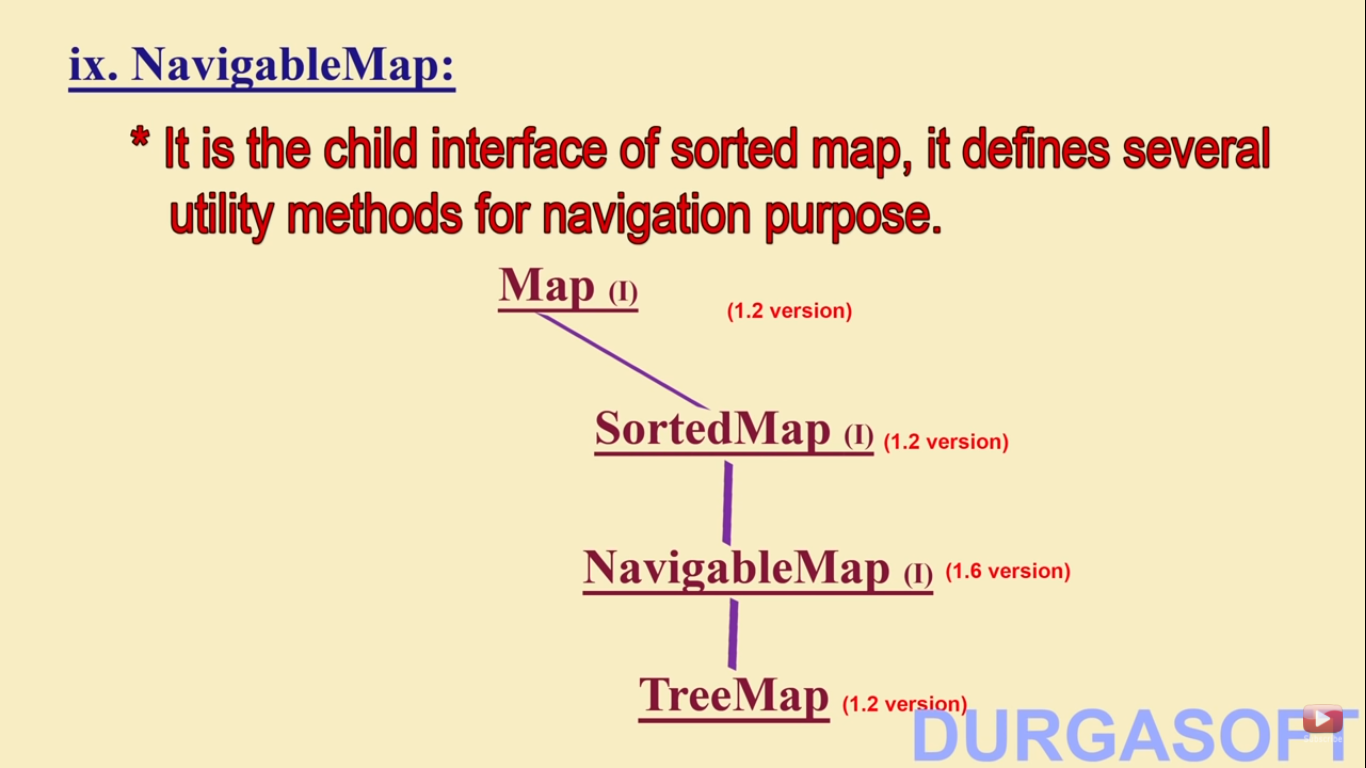 ix. NavigableMap:
* It is the child interface of sorted map, it defines several
utility methods for navigation purpose.
Map (I) (1.2 version)
SortedMap (I) (1.2 version)
NavigableMap (I) (1.6 version)
TreeMap (1.2 version)
DURGASOFT